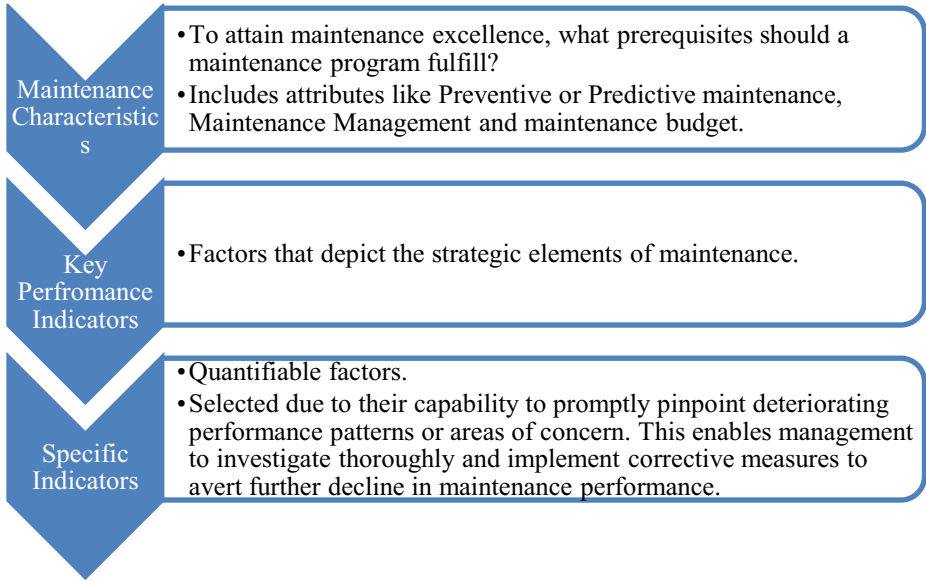 Maintenance
Characteristic
s
•To attain maintenance excellence, what prerequisites should a
maintenance program fulfill?
•Includes attributes like Preventive or Predictive maintenance,
Maintenance Management and maintenance budget.
Key
Perfromance
Indicators
•Factors that depict the strategic elements of maintenance.
Specific
Indicators
•Quantifiable factors.
•Selected due to their capability to promptly pinpoint deteriorating
performance patterns or areas of concern. This enables management
to investigate thoroughly and implement corrective measures to
avert further decline in maintenance performance.